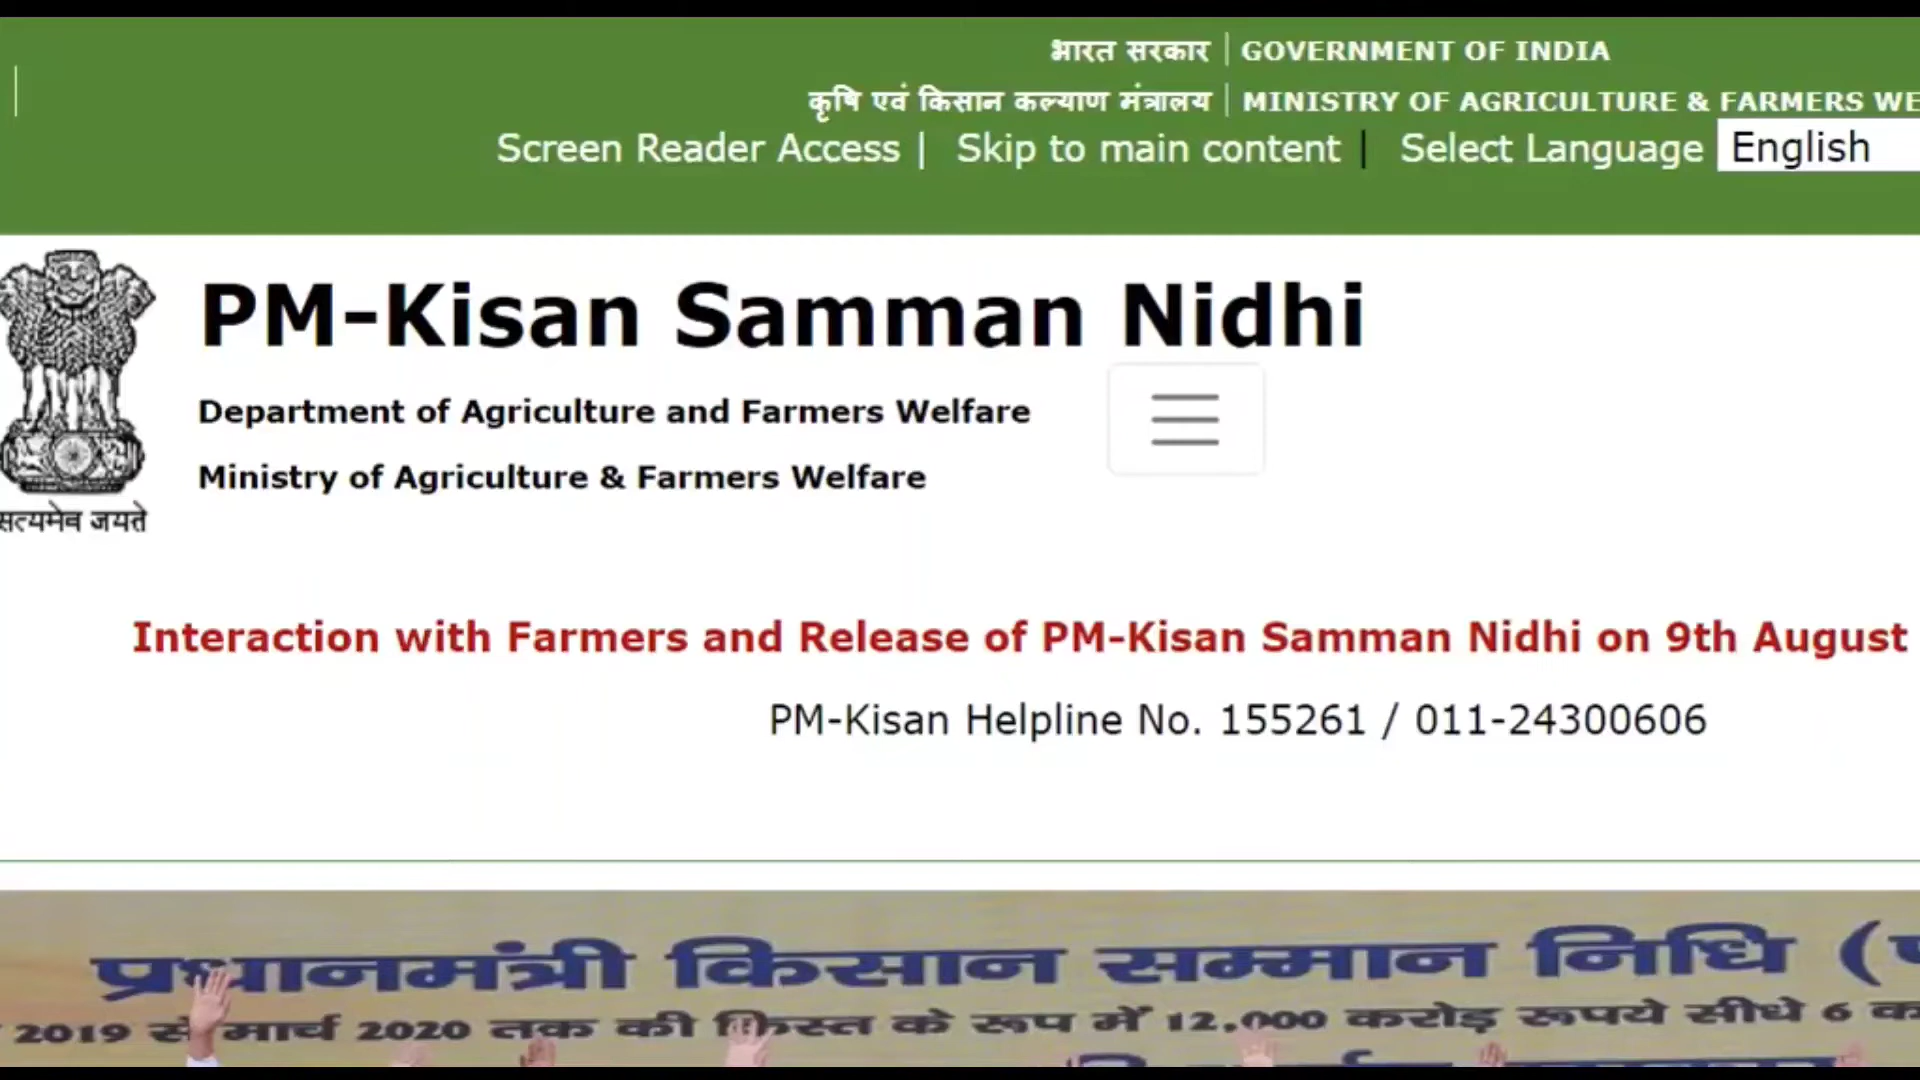 भारत सरकार | GOVERNMENT OF INDIA
कृषि एवं किसान कल्याण मंत्रालय | MINISTRY OF AGRICULTURE & FARMERS WE
Screen Reader Access | Skip to main content | Select Language English
PM-Kisan Samman Nidhi
Department of Agriculture and Farmers Welfare
Ministry of Agriculture & Farmers Welfare
सत्यमेव जयते
Interaction with Farmers and Release of PM-Kisan Samman Nidhi on 9th August
PM-Kisan Helpline No. 155261 / 011-24300606
प्रधानमंत्री किसान सम्मान निधि (
2019 से मार्च 2020 तक की किस्त के रूप में 12,000 करोड़ रूपये सीधे 6